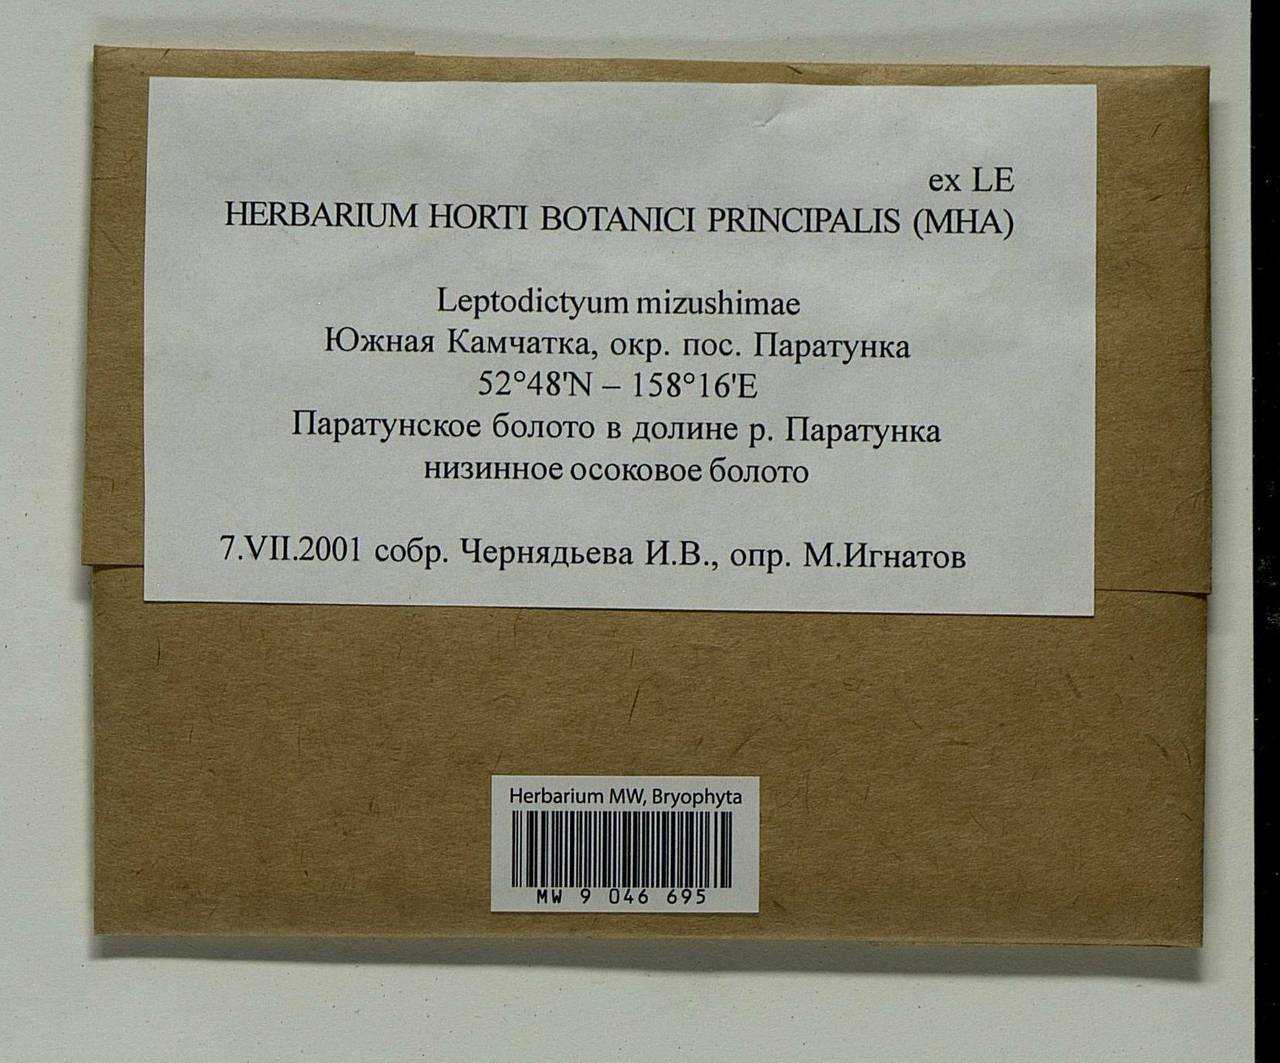 ex LE
HERBARIUM HORTI BOTANICI PRINCIPALIS (MHA)
Leptodictyum mizushimae
Южная Камчатка, окр. пос. Паратунка
52°48'N – 158°16'E
Паратунское болото в долине р. Паратунка
низинное осоковое болото
7.VII.2001 собр. Чернядьева И.В., опр. М.Игнатов
Herbarium MW, Bryophyta
MW 9 046 695